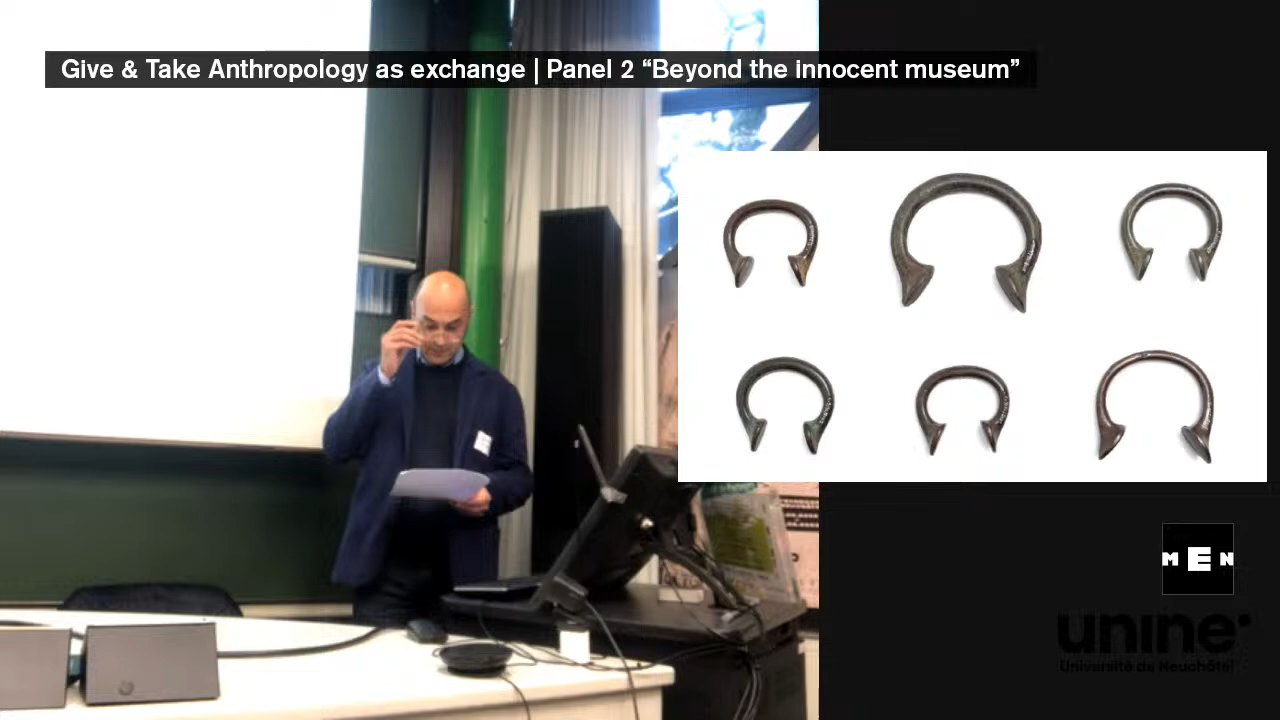 Give & Take Anthropology as exchange | Panel 2 “Beyond the innocent museum”
MEN
unine
Université de Neuchâtel